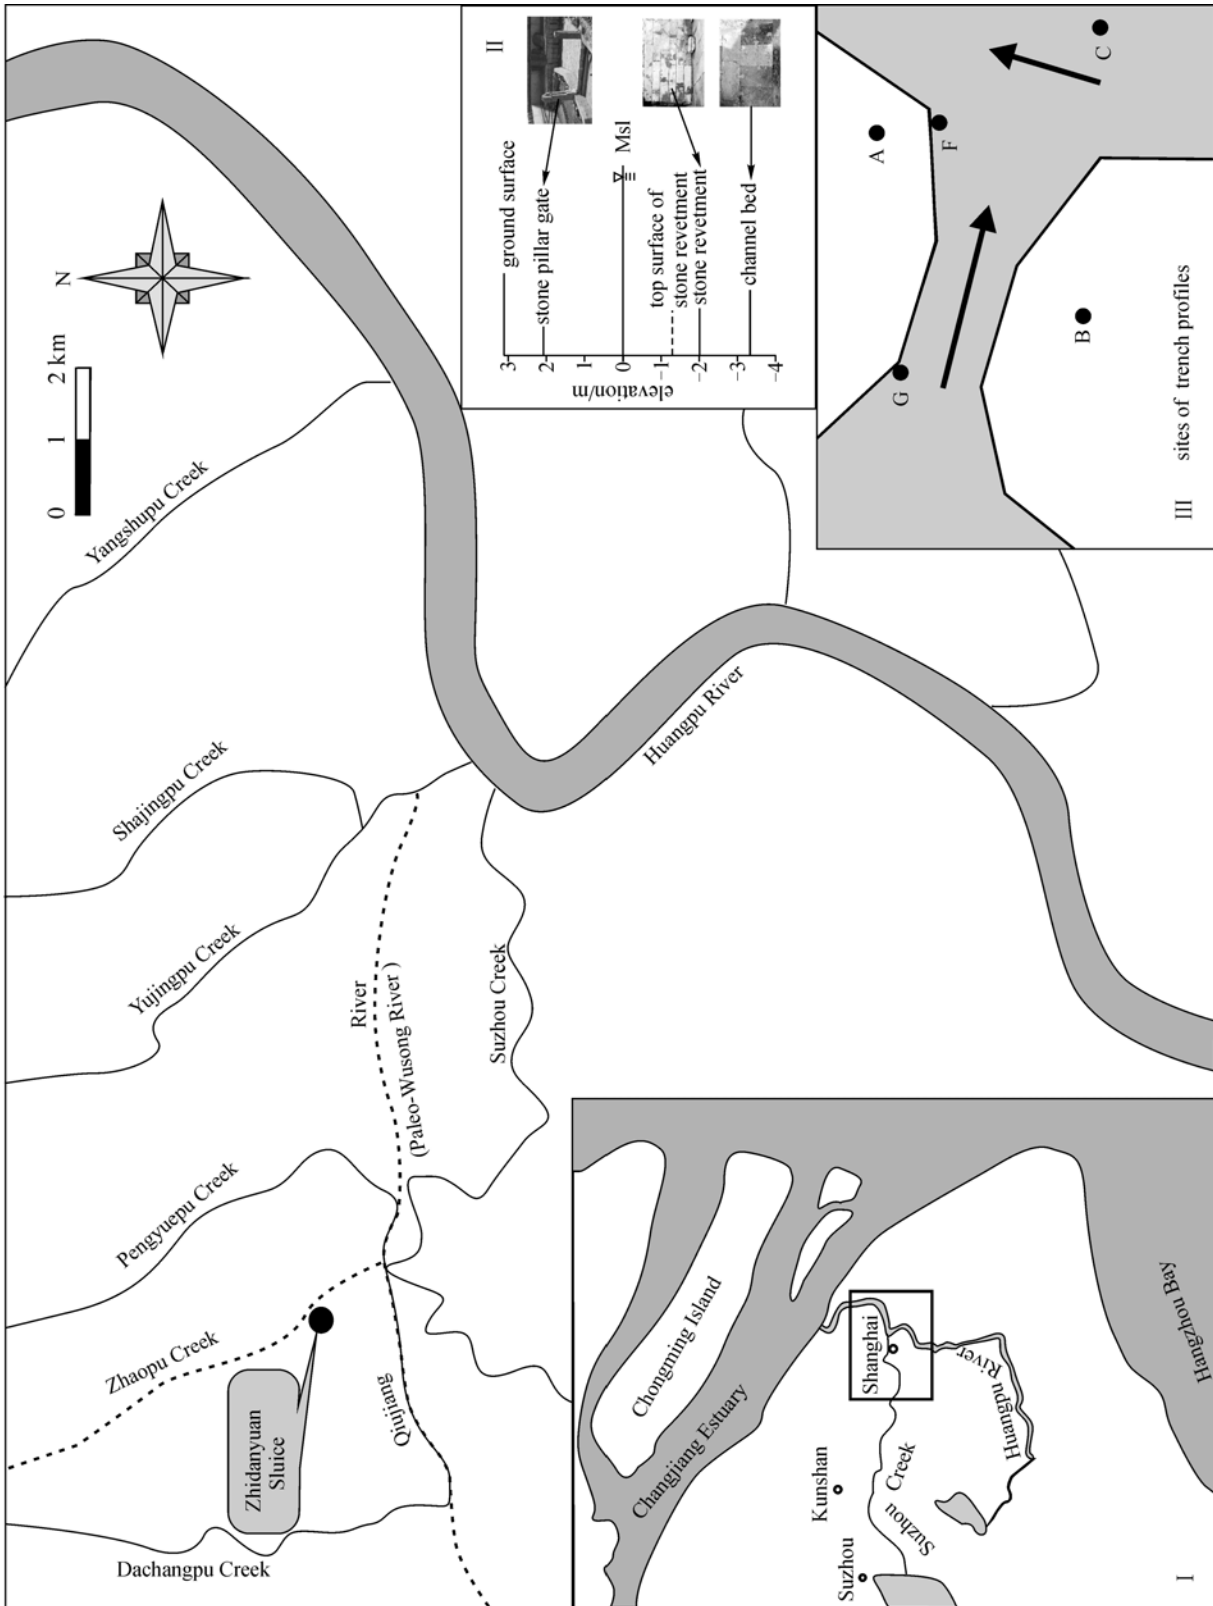 Yangshupu Creek
Shajingpu Creek
Yujingpu Creek
Pengyuepu Creek
Zhaopu Creek
Zhidanyuan
Sluice
Dachangpu Creek
Qiujiang
River
(Paleo-Wusong River )
Suzhou Creek
Huangpu River
0 1 2 km
N
II
3
2
1
0
–1
–2
–3
–4
elevation/m
ground surface
stone pillar gate
Msl
top surface of
stone revetment
stone revetment
channel bed
A
F
C
G
B
III
sites of trench profiles
Chongming Island
Changjiang Estuary
Shanghai
Kunshan
Suzhou
Suzhou
Creek
Huangpu River
Hangzhou Bay
I